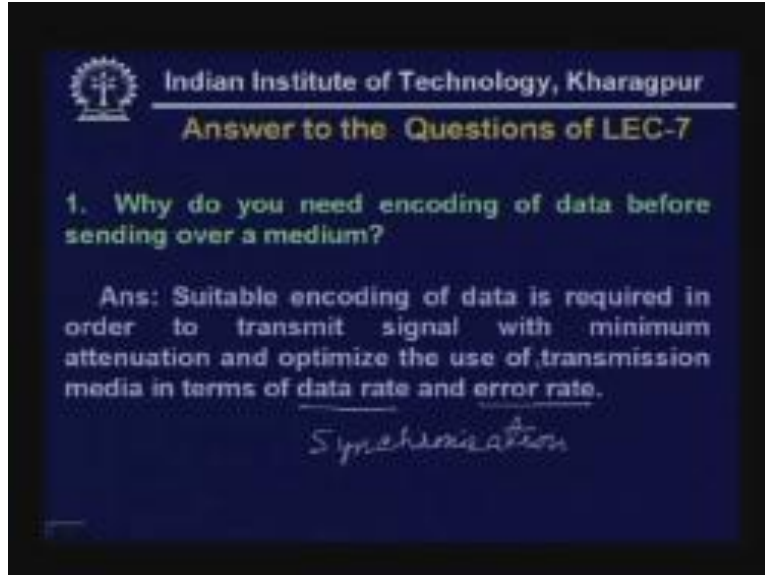 Indian Institute of Technology, Kharagpur
Answer to the Questions of LEC-7
1. Why do you need encoding of data before
sending over a medium?
Ans: Suitable encoding of data is required in
order to transmit signal with minimum
attenuation and optimize the use of transmission
media in terms of data rate and error rate.
Synchronisation